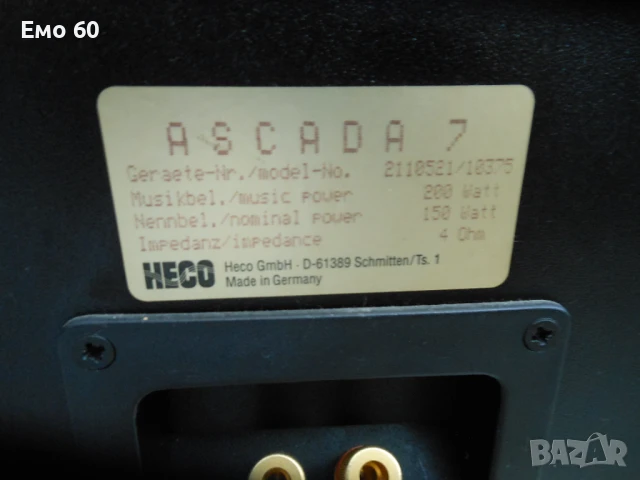 Emo 60
ASCADA 7
Geraete-Nr./model-No. 2110521/10375
Musikbel./music power 200 Watt
Nennbel./nominal power 150 Watt
Impedanz/impedance 4 Ohm
HECO Heco GmbH · D-61389 Schmitten/Ts. 1
Made in Germany
BAZAR